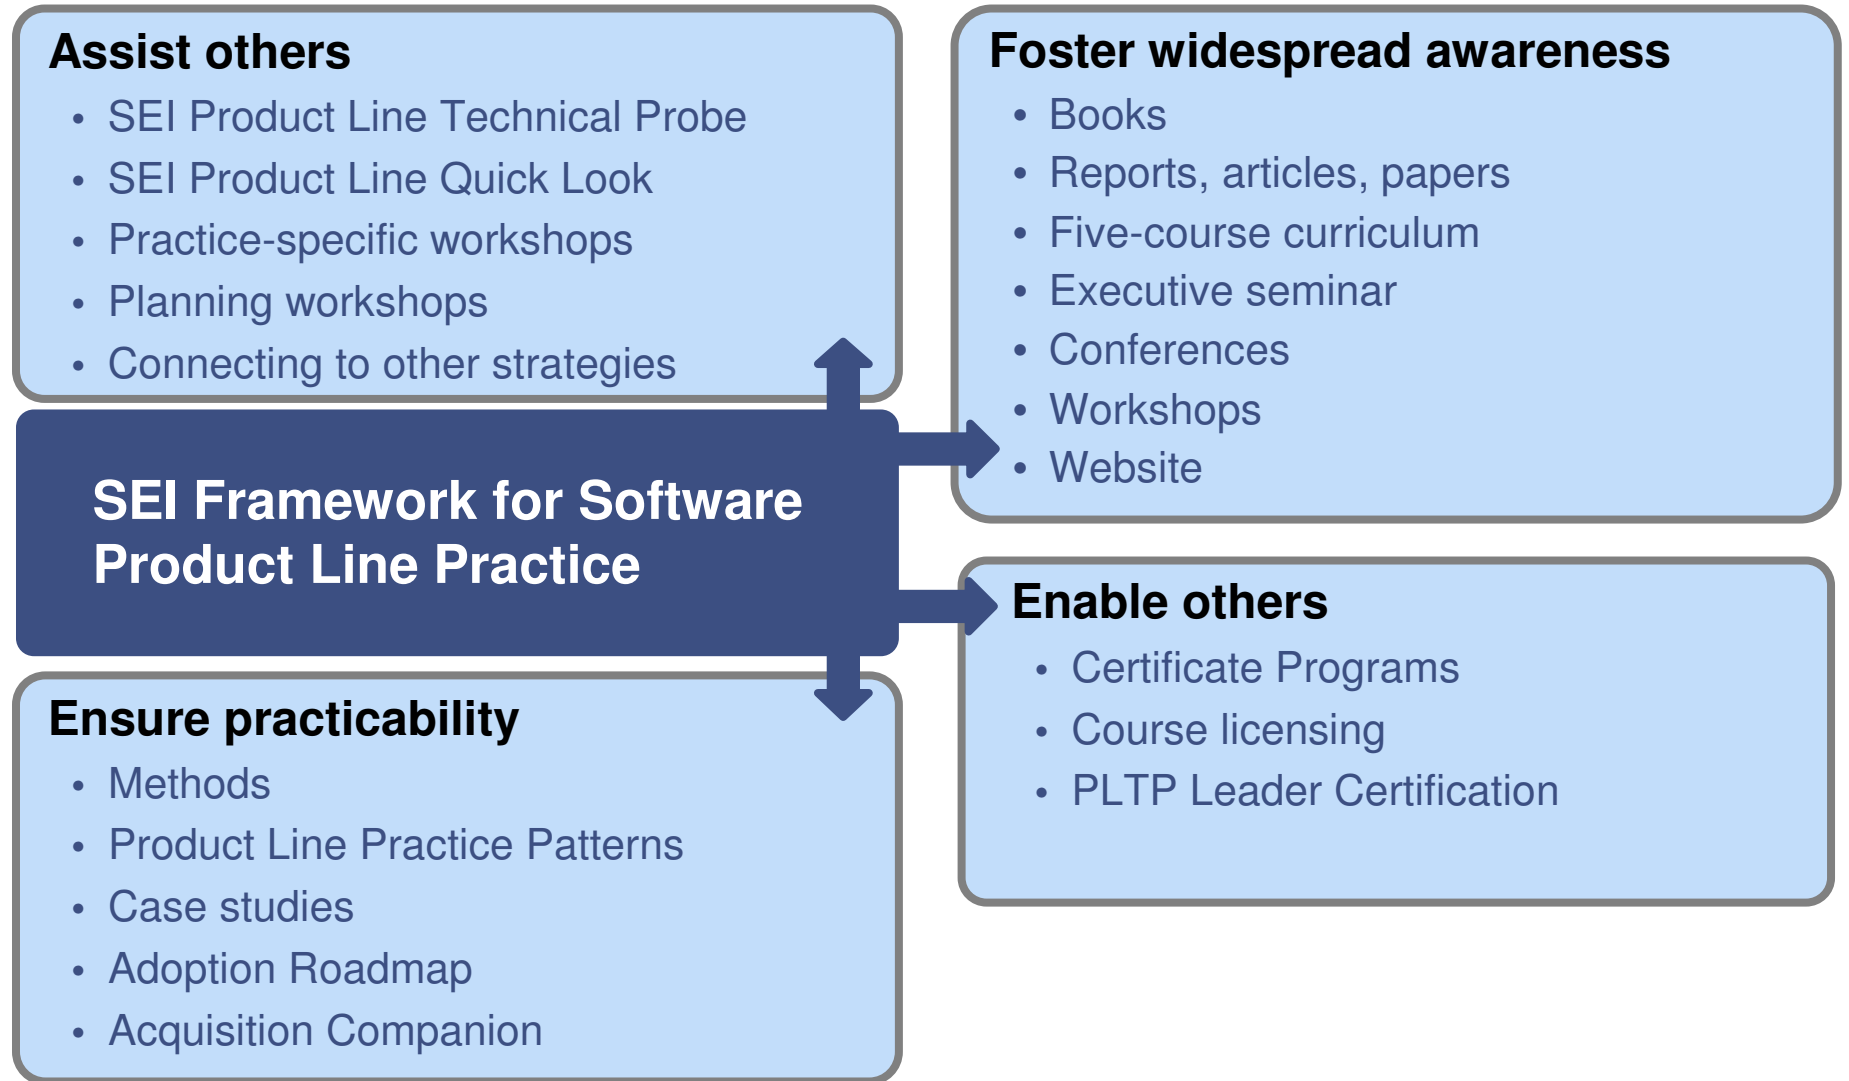 Assist others
• SEI Product Line Technical Probe
• SEI Product Line Quick Look
• Practice-specific workshops
• Planning workshops
• Connecting to other strategies
Foster widespread awareness
• Books
• Reports, articles, papers
• Five-course curriculum
• Executive seminar
• Conferences
• Workshops
• Website
SEI Framework for Software
Product Line Practice
Enable others
• Certificate Programs
• Course licensing
• PLTP Leader Certification
Ensure practicability
• Methods
• Product Line Practice Patterns
• Case studies
• Adoption Roadmap
• Acquisition Companion